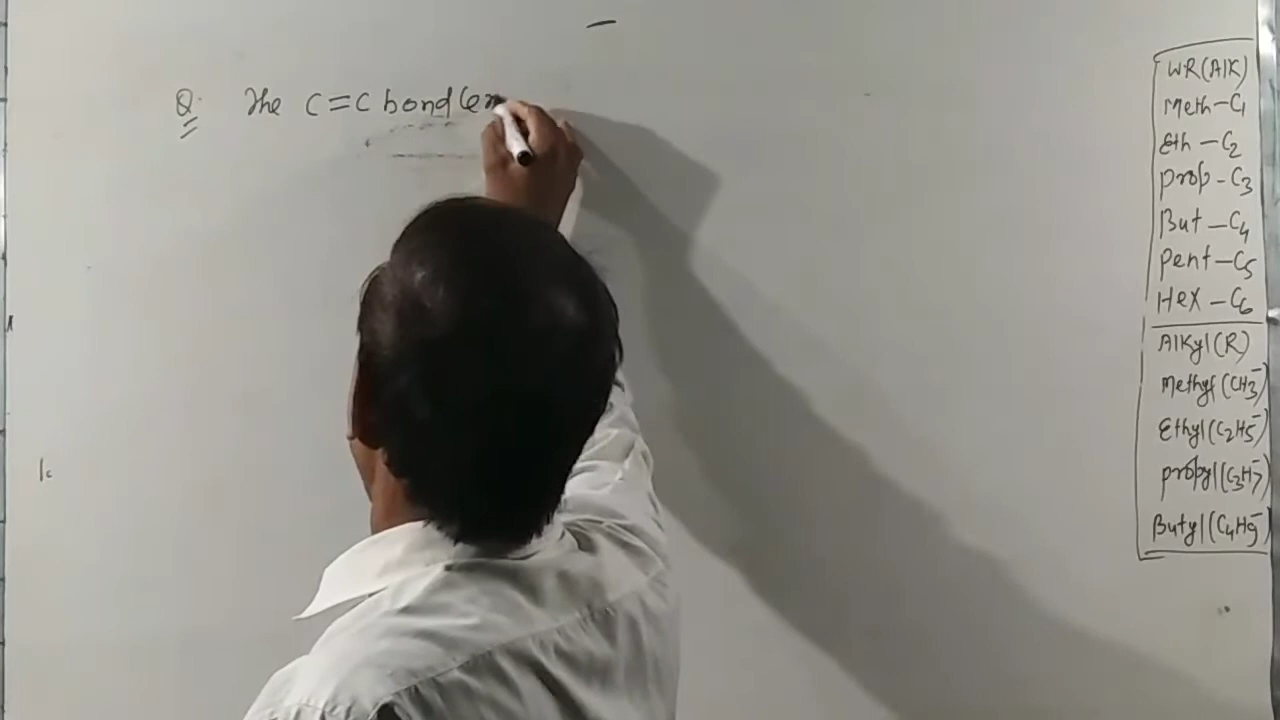 Q. The C=C bond len
WR(Alk)
Meth-C1
Eth-C2
Prop-C3
But-C4
Pent-C5
Hex-C6
Alkyl(R)
Methyl(CH3-)
Ethyl(C2H5-)
propyl(C3H7-)
Butyl(C4H9-)